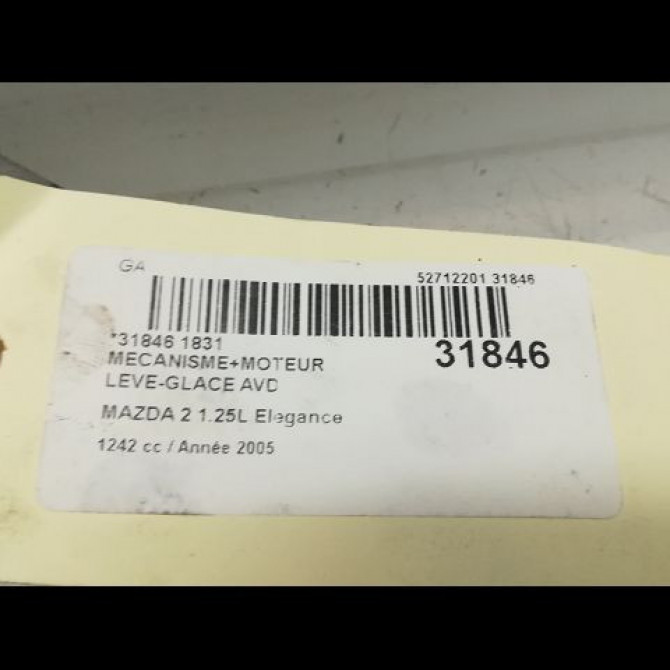 GA
52712201 31846
*31846 1831
31846
MECANISME+MOTEUR
LEVE-GLACE AVD
MAZDA 2 1.25L Elegance
1242 cc / Année 2005